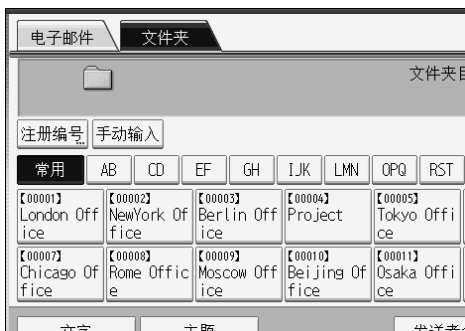 电子邮件 文件夹
文件夹目
注册编号 手动输入
常用 AB CD EF GH IJK LMN OPQ RST
【00001】 【00002】 【00003】 【00004】 【00005】
London Off NewYork Of Berlin Off Project Tokyo Offi
ice ffice ice ce
【00007】 【00008】 【00009】 【00010】 【00011】
Chicago Of Rome Offic Moscow Off Beijing Of Osaka Offi
fice e ice fice ce
文字 主题 发送者